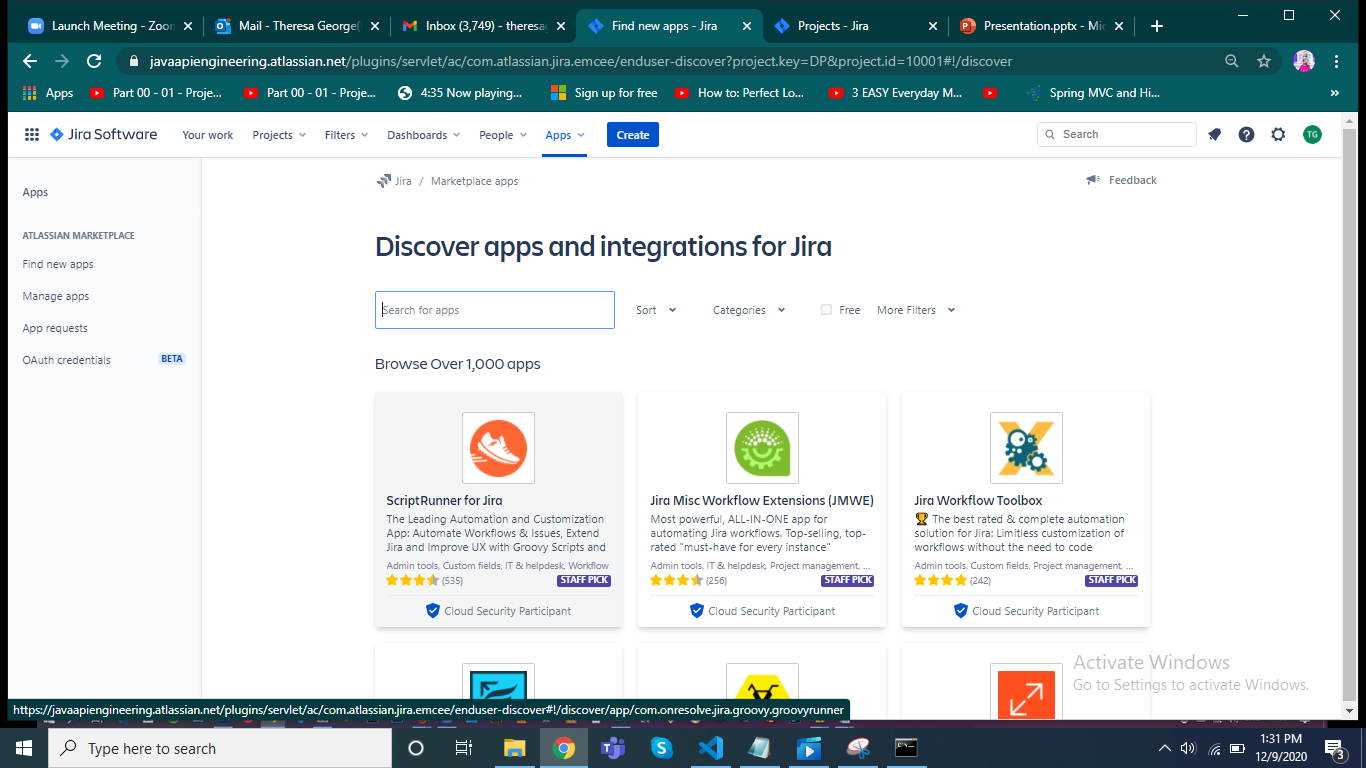 Launch Meeting - Zoom
Mail - Theresa George(
Inbox (3,749) - theresag
Find new apps - Jira
Projects - Jira
Presentation.pptx - Mic
javaapiengineering.atlassian.net/plugins/servlet/ac/com.atlassian.jira.emcee/enduser-discover?project.key=DP&project.id=10001#!/discover
Apps
Part 00 - 01 - Proje...
Part 00 - 01 - Proje...
4:35 Now playing...
Sign up for free
How to: Perfect Lo...
3 EASY Everyday M...
Spring MVC and Hi...
»
Jira Software
Your work
Projects
Filters
Dashboards
People
Apps
Create
Search
TG
Apps
ATLASSIAN MARKETPLACE
Find new apps
Manage apps
App requests
OAuth credentials BETA
Jira / Marketplace apps
Feedback
Discover apps and integrations for Jira
Search for apps
Sort
Categories
Free
More Filters
Browse Over 1,000 apps
ScriptRunner for Jira
The Leading Automation and Customization
App: Automate Workflows & Issues, Extend
Jira and Improve UX with Groovy Scripts and
Admin tools, Custom fields, IT & helpdesk, Workflow
(535) STAFF PICK
Cloud Security Participant
Jira Misc Workflow Extensions (JMWE)
Most powerful, ALL-IN-ONE app for
automating Jira workflows. Top-selling, top-
rated "must-have for every instance"
Admin tools, IT & helpdesk, Project management, ...
(256) STAFF PICK
Cloud Security Participant
Jira Workflow Toolbox
🏆 The best rated & complete automation
solution for Jira: Limitless customization of
workflows without the need to code
Admin tools, Custom fields, Project management, ...
(242) STAFF PICK
Cloud Security Participant
Activate Windows
Go to Settings to activate Windows.
https://javaapiengineering.atlassian.net/plugins/servlet/ac/com.atlassian.jira.emcee/enduser-discover#!/discover/app/com.onresolve.jira.groovy.groovyrunner
Type here to search
1:31 PM
12/9/2020
3